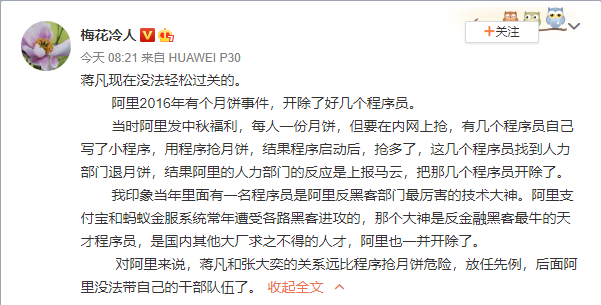 梅花冷人
+关注
今天 08:21 来自 HUAWEI P30
蒋凡现在没法轻松过关的。
阿里2016年有个月饼事件，开除了好几个程序员。
当时阿里发中秋福利，每人一份月饼，但要在内网上抢，有几个程序员自己
写了小程序，用程序抢月饼，结果程序启动后，抢多了，这几个程序员找到人力
部门退月饼，结果阿里的人力部门的反应是上报马云，把那几个程序员开除了。
我印象当年里面有一名程序员是阿里反黑客部门最厉害的技术大神。阿里支
付宝和蚂蚁金服系统常年遭受各路黑客进攻的，那个大神是反金融黑客最牛的天
才程序员，是国内其他大厂求之不得的人才，阿里也一并开除了。
对阿里来说，蒋凡和张大奕的关系远比程序抢月饼危险，放任先例，后面阿
里没法带自己的干部队伍了。 收起全文